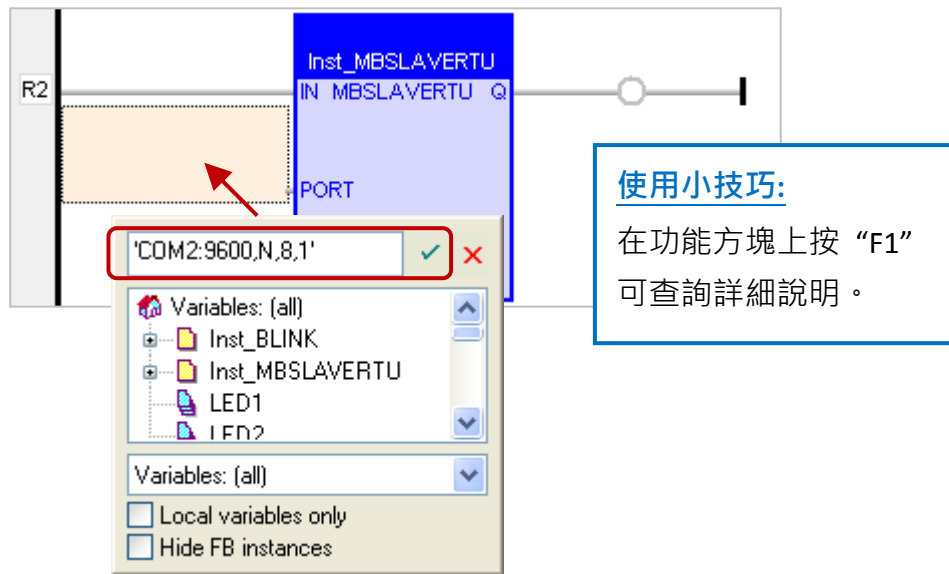 Inst_MBSLAVERTU
R2
IN MBSLAVERTU Q
PORT
使用小技巧:
在功能方塊上按 “F1”
可查詢詳細說明。
'COM2:9600,N,8,1'
Variables: (all)
Inst_BLINK
Inst_MBSLAVERTU
LED1
LED2
Variables: (all)
Local variables only
Hide FB instances